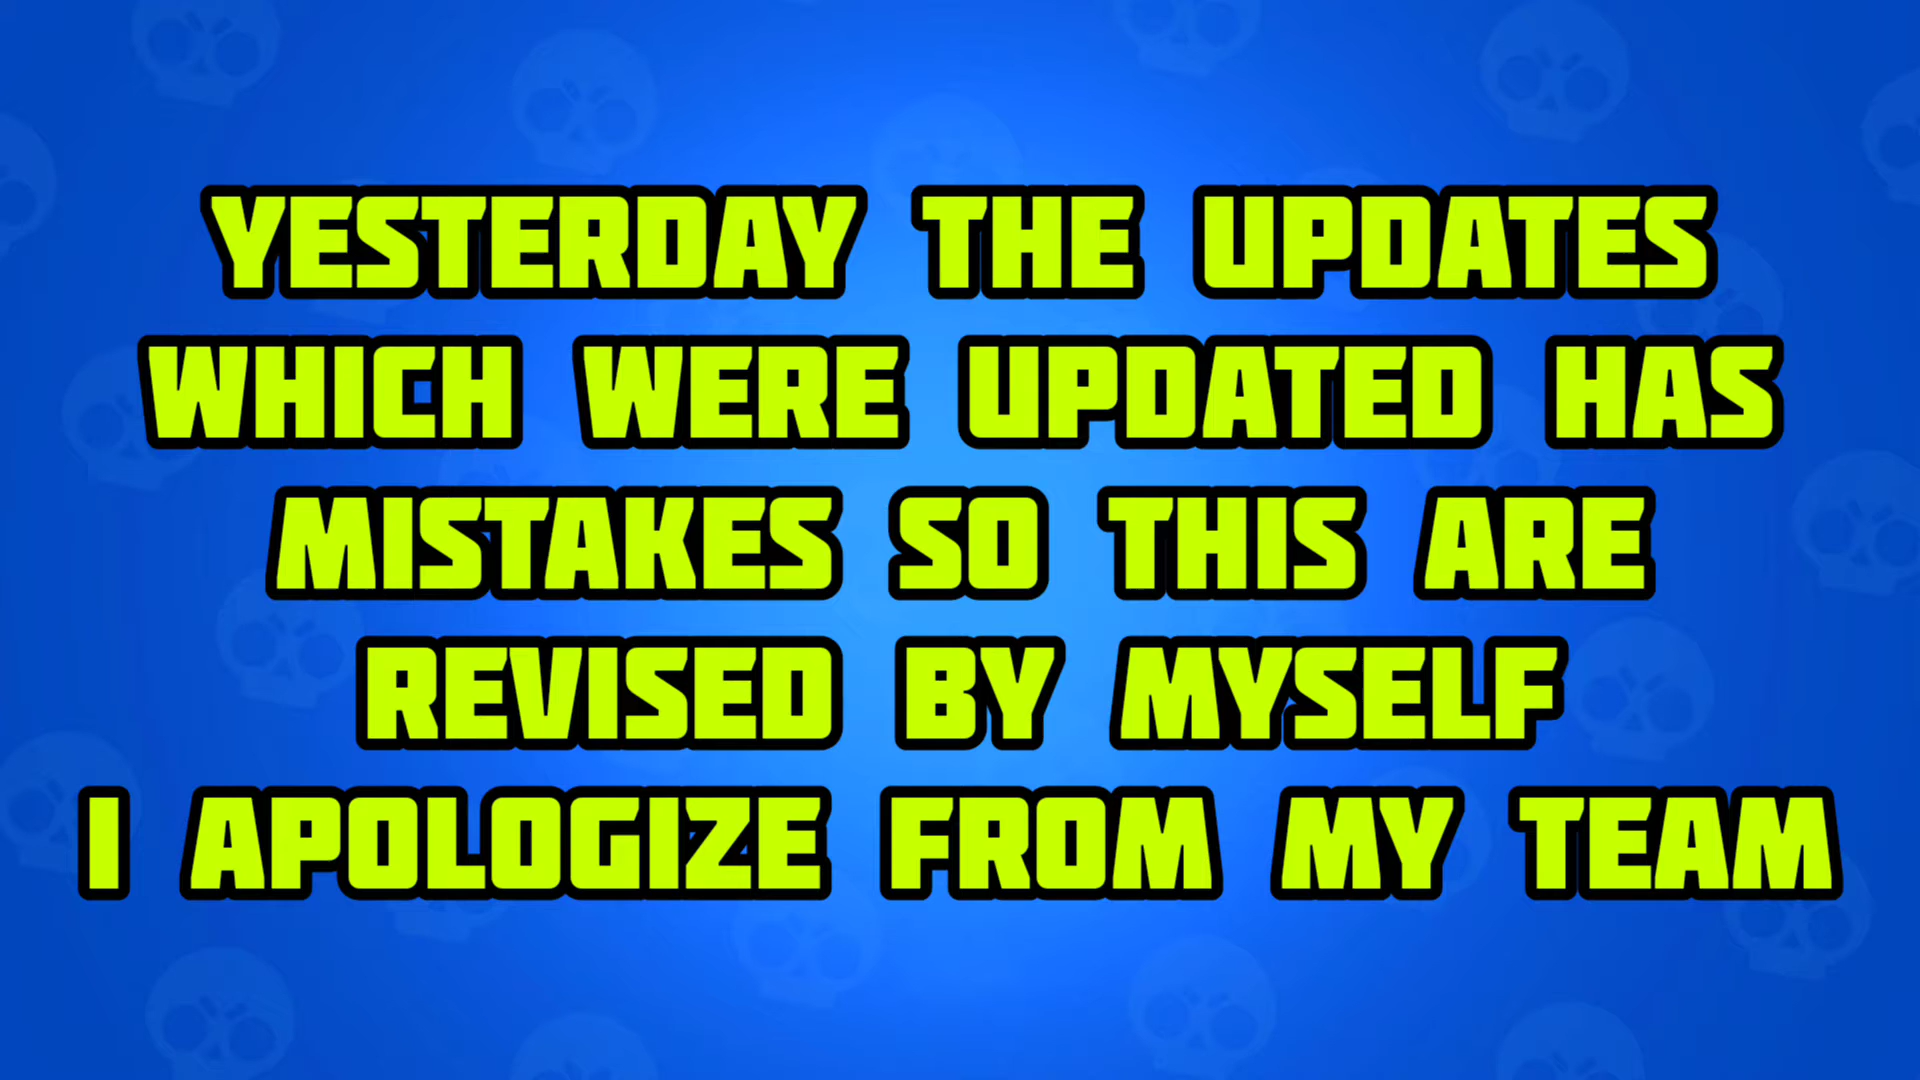 YESTERDAY THE UPDATES
WHICH WERE UPDATED HAS
MISTAKES SO THIS ARE
REVISED BY MYSELF
I APOLOGIZE FROM MY TEAM